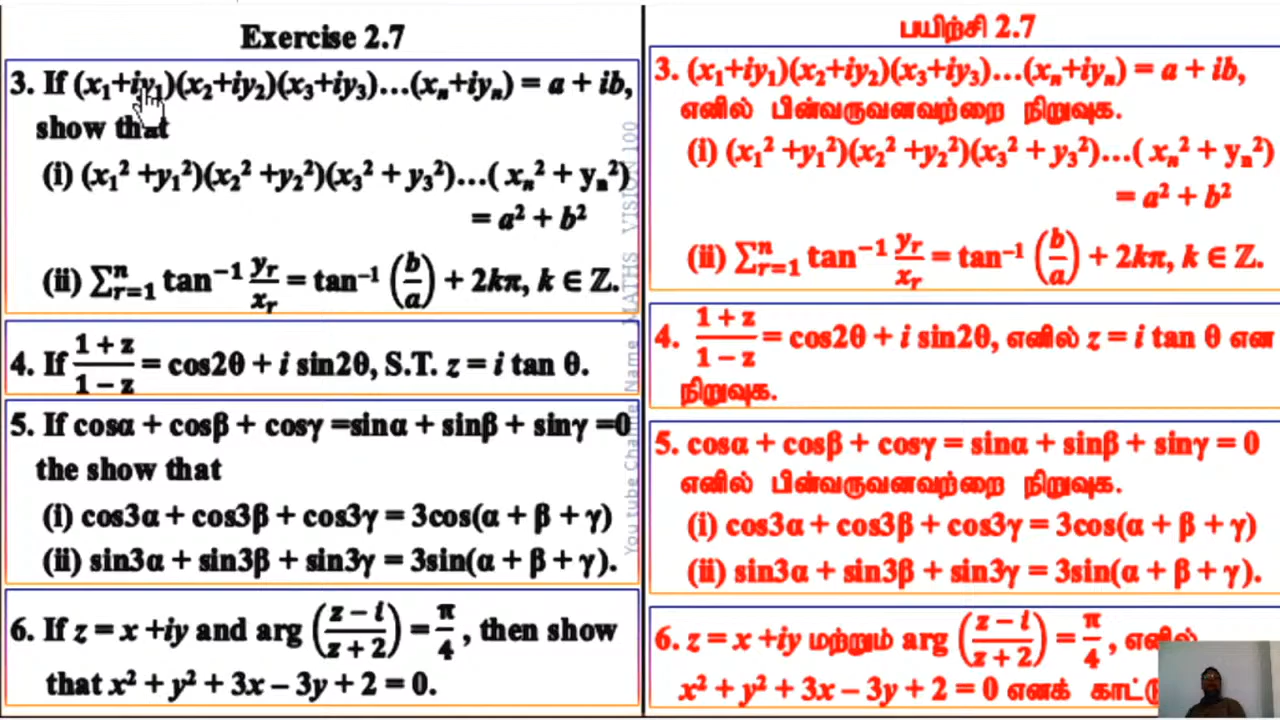 Exercise 2.7
3. If (x₁+iy₁)(x₂+iy₂)(x₃+iy₃)…(xₙ+iyₙ) = a + ib,
show that
(i) (x₁² +y₁²)(x₂² +y₂²)(x₃² + y₃²)…( xₙ² + yₙ²)
= a² + b²
(ii) ∑ⁿᵣ₌₁ tan⁻¹ yᵣ/xᵣ = tan⁻¹ (b/a) + 2kπ, k ∈ ℤ.
4. If (1 + z)/(1 – z) = cos2θ + i sin2θ, S.T. z = i tan θ.
5. If cosα + cosβ + cosγ =sinα + sinβ + sinγ =0
the show that
(i) cos3α + cos3β + cos3γ = 3cos(α + β + γ)
(ii) sin3α + sin3β + sin3γ = 3sin(α + β + γ).
6. If z = x +iy and arg ((z – i)/(z + 2)) = π/4, then show
that x² + y² + 3x – 3y + 2 = 0.
You tube Channel Name MATHS VISION 100
பயிற்சி 2.7
3. (x₁+iy₁)(x₂+iy₂)(x₃+iy₃)…(xₙ+iyₙ) = a + ib,
எனில் பின்வருவனவற்றை நிறுவுக.
(i) (x₁² +y₁²)(x₂² +y₂²)(x₃² + y₃²)…( xₙ² + yₙ²)
= a² + b²
(ii) ∑ⁿᵣ₌₁ tan⁻¹ yᵣ/xᵣ = tan⁻¹ (b/a) + 2kπ, k ∈ ℤ.
4. (1 + z)/(1 – z) = cos2θ + i sin2θ, எனில் z = i tan θ என
நிறுவுக.
5. cosα + cosβ + cosγ = sinα + sinβ + sinγ = 0
எனில் பின்வருவனவற்றை நிறுவுக.
(i) cos3α + cos3β + cos3γ = 3cos(α + β + γ)
(ii) sin3α + sin3β + sin3γ = 3sin(α + β + γ).
6. z = x +iy மற்றும் arg ((z – i)/(z + 2)) = π/4, எனில்
x² + y² + 3x – 3y + 2 = 0 எனக்